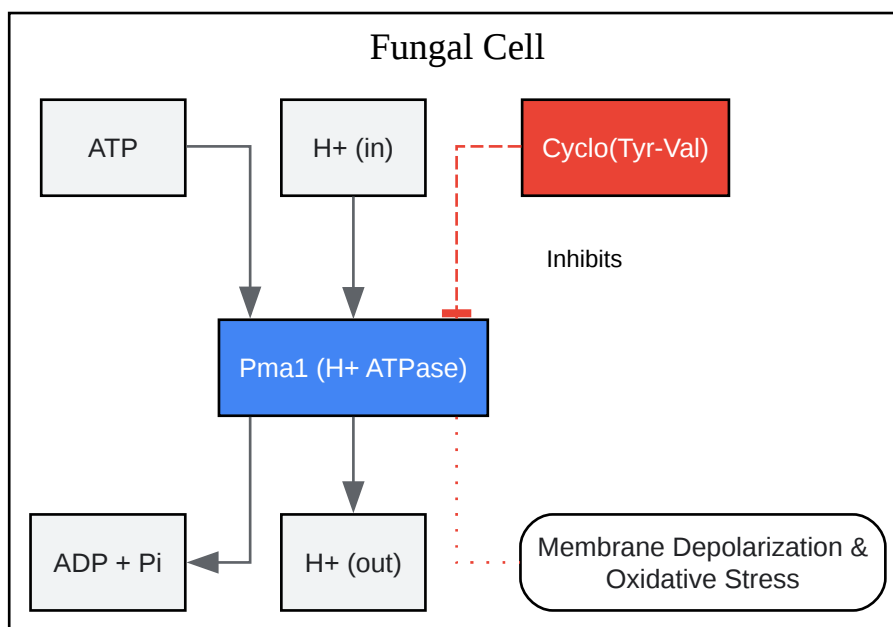 Fungal Cell
ATP
H+ (in)
Cyclo(Tyr-Val)
Inhibits
Pma1 (H+ ATPase)
ADP + Pi
H+ (out)
Membrane Depolarization &
Oxidative Stress